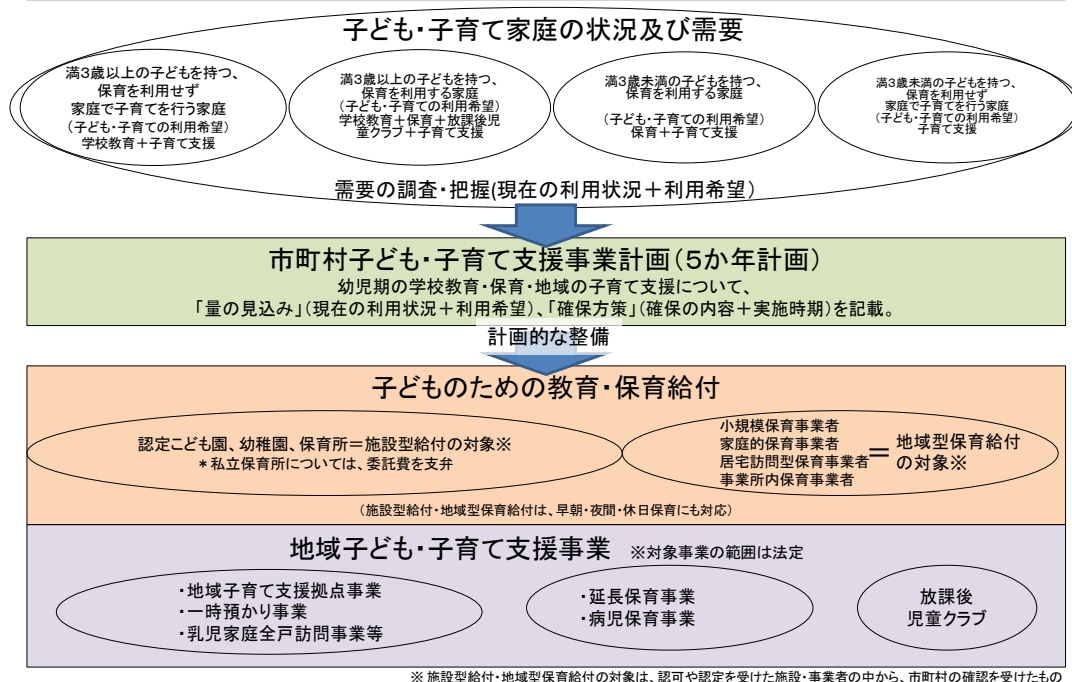 子ども・子育て家庭の状況及び需要
満３歳以上の子どもを持つ、
保育を利用せず
家庭で子育てを行う家庭
(子ども・子育ての利用希望)
学校教育＋子育て支援
満３歳以上の子どもを持つ、
保育を利用する家庭
(子ども・子育ての利用希望)
学校教育＋保育＋放課後児
童クラブ＋子育て支援
満３歳未満の子どもを持つ、
保育を利用する家庭
(子ども・子育ての利用希望)
保育＋子育て支援
満３歳未満の子どもを持つ、
保育を利用せず
家庭で子育てを行う家庭
(子ども・子育ての利用希望)
子育て支援
需要の調査・把握(現在の利用状況＋利用希望)
市町村子ども・子育て支援事業計画(５か年計画)
幼児期の学校教育・保育・地域の子育て支援について、
「量の見込み」(現在の利用状況＋利用希望)、「確保方策」(確保の内容＋実施時期)を記載。
計画的な整備
子どものための教育・保育給付
認定こども園、幼稚園、保育所＝施設型給付の対象※
＊私立保育所については、委託費を支弁
小規模保育事業者
家庭的保育事業者
居宅訪問型保育事業者
事業所内保育事業者
＝ 地域型保育給付
の対象※
(施設型給付・地域型保育給付は、早朝・夜間・休日保育にも対応)
地域子ども・子育て支援事業 ※対象事業の範囲は法定
・地域子育て支援拠点事業
・一時預かり事業
・乳児家庭全戸訪問事業等
・延長保育事業
・病児保育事業
放課後
児童クラブ
※ 施設型給付・地域型保育給付の対象は、認可や認定を受けた施設・事業者の中から、市町村の確認を受けたもの